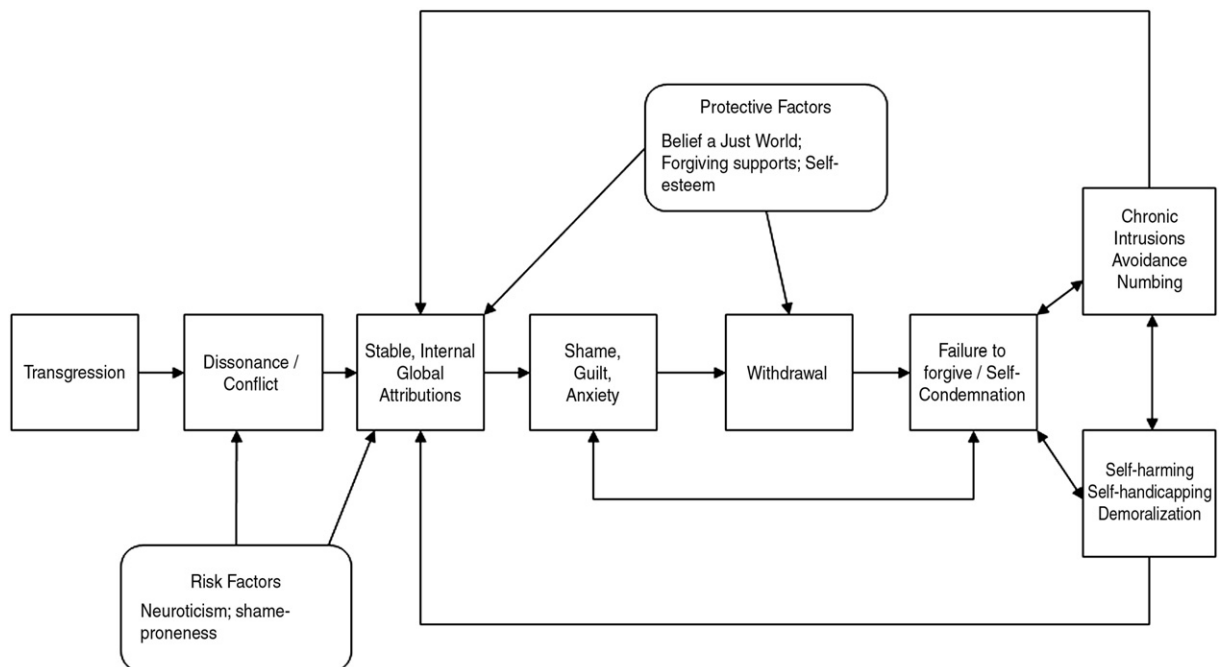 Protective Factors
Belief a Just World;
Forgiving supports; Self-
esteem
Chronic
Intrusions
Avoidance
Numbing
Transgression
Dissonance /
Conflict
Stable, Internal
Global
Attributions
Shame,
Guilt,
Anxiety
Withdrawal
Failure to
forgive / Self-
Condemnation
Self-harming
Self-handicapping
Demoralization
Risk Factors
Neuroticism; shame-
proneness